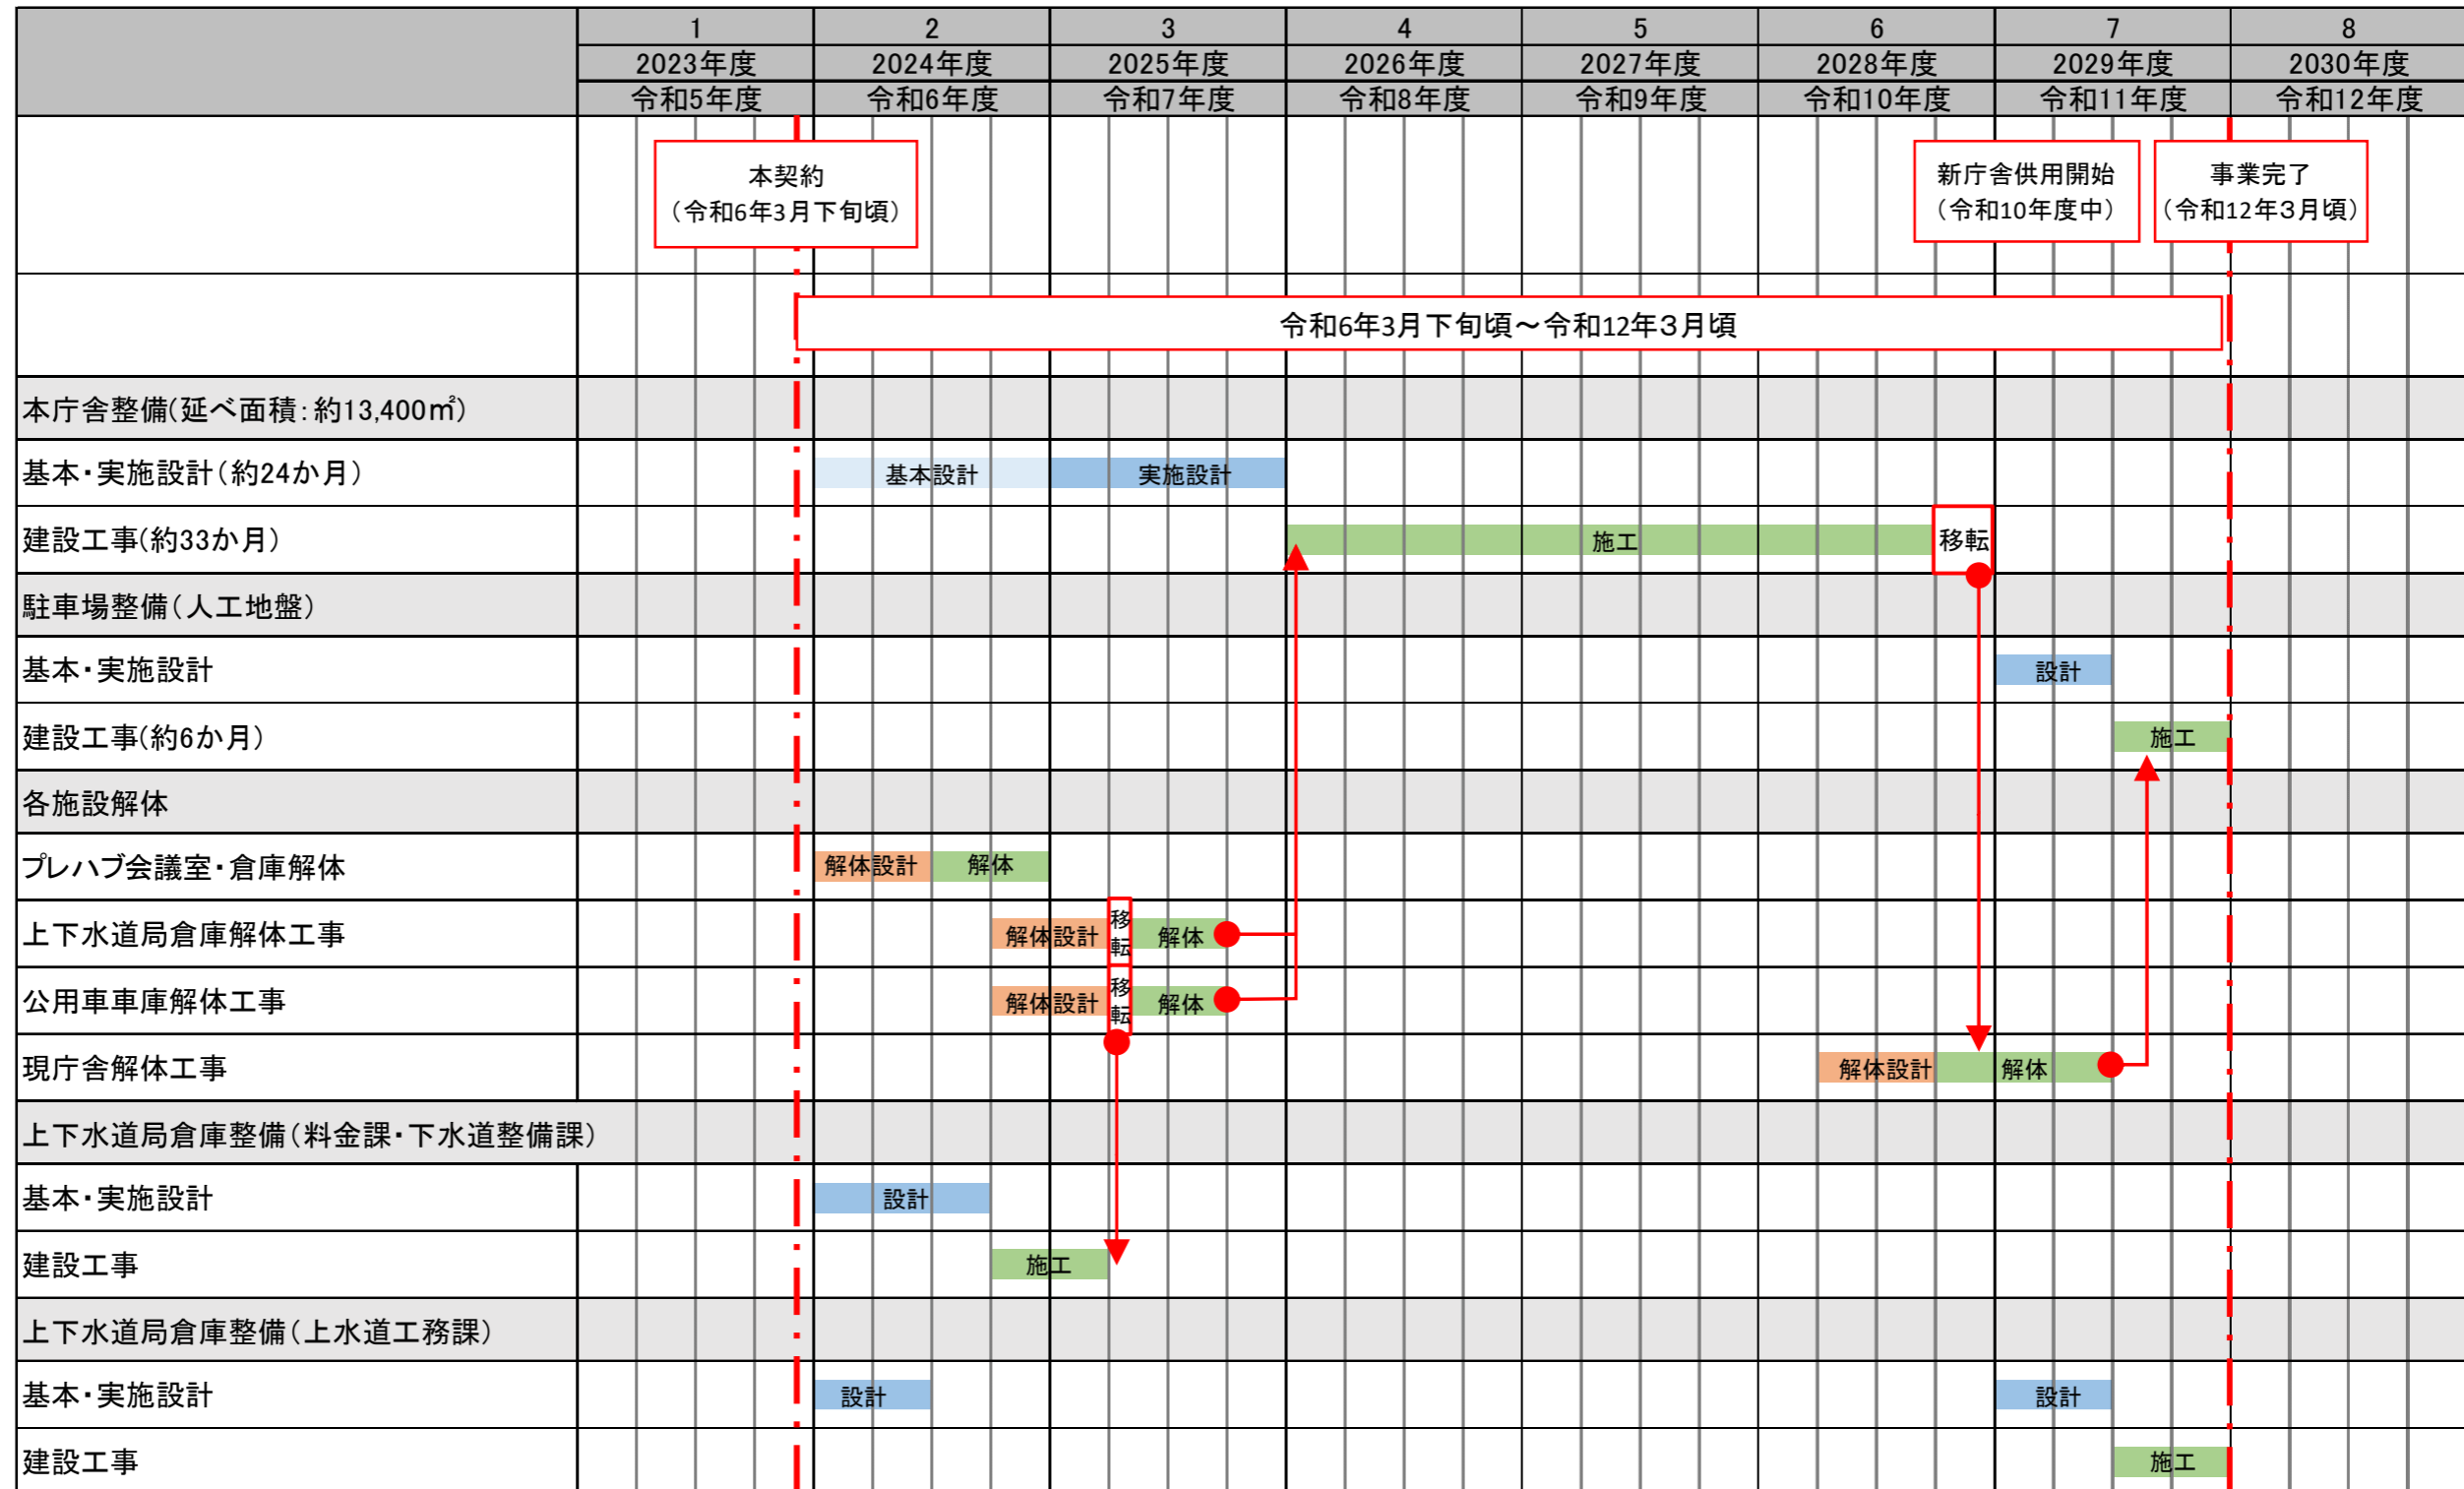 1 2 3 4 5 6 7 8
2023年度 2024年度 2025年度 2026年度 2027年度 2028年度 2029年度 2030年度
令和5年度 令和6年度 令和7年度 令和8年度 令和9年度 令和10年度 令和11年度 令和12年度
本契約
（令和6年3月下旬頃）
新庁舎供用開始
（令和10年度中）
事業完了
（令和12年３月頃）
令和6年3月下旬頃～令和12年３月頃
本庁舎整備(延べ面積：約13,400㎡)
基本・実施設計（約24か月） 基本設計 実施設計
建設工事(約33か月) 施工 移転
駐車場整備（人工地盤）
基本・実施設計 設計
建設工事(約6か月) 施工
各施設解体
プレハブ会議室・倉庫解体 解体設計 解体
上下水道局倉庫解体工事 解体設計 移転 解体
公用車車庫解体工事 解体設計 移転 解体
現庁舎解体工事 解体設計 解体
上下水道局倉庫整備（料金課・下水道整備課）
基本・実施設計 設計
建設工事 施工
上下水道局倉庫整備（上水道工務課）
基本・実施設計 設計 設計
建設工事 施工